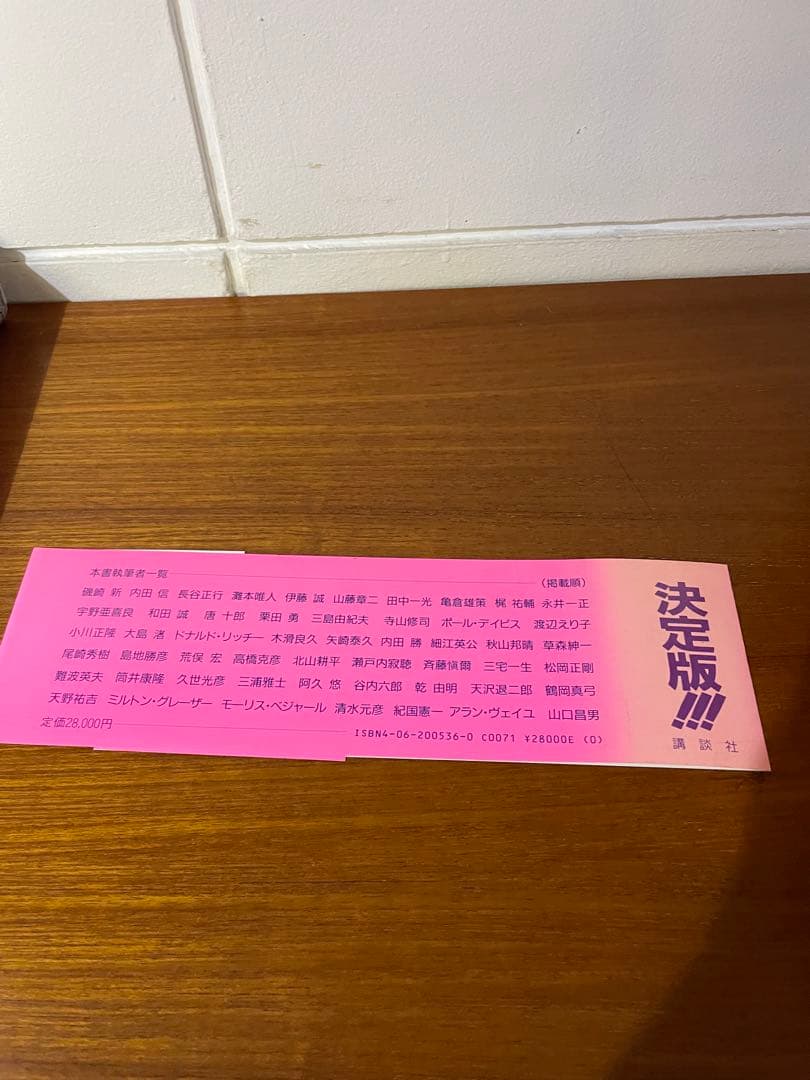 本書執筆者一覧 (掲載順)
磯崎 新 内田 信 長谷正行 灘本唯人 伊藤 誠 山藤章二 田中一光 亀倉雄策 梶 祐輔 永井一正
宇野亜喜良 和田 誠 唐 十郎 栗田 勇 三島由紀夫 寺山修司 ポール・デイビス 渡辺えり子
小川正隆 大島 渚 ドナルド・リッチー 木滑良久 矢崎泰久 内田 勝 細江英公 秋山邦晴 草森紳一
尾崎秀樹 島地勝彦 荒俣 宏 高橋克彦 北山耕平 瀬戸内寂聴 斉藤愼爾 三宅一生 松岡正剛
難波英夫 筒井康隆 久世光彦 三浦雅士 阿久 悠 谷内六郎 乾 由明 天沢退二郎 鶴岡真弓
天野祐吉 ミルトン・グレーザー モーリス・ベジャール 清水元彦 紀国憲一 アラン・ヴェイユ 山口昌男
定価28,000円 ISBN4-06-200536-0 C0071 ¥28000E (0)
決定版!!!
講談社